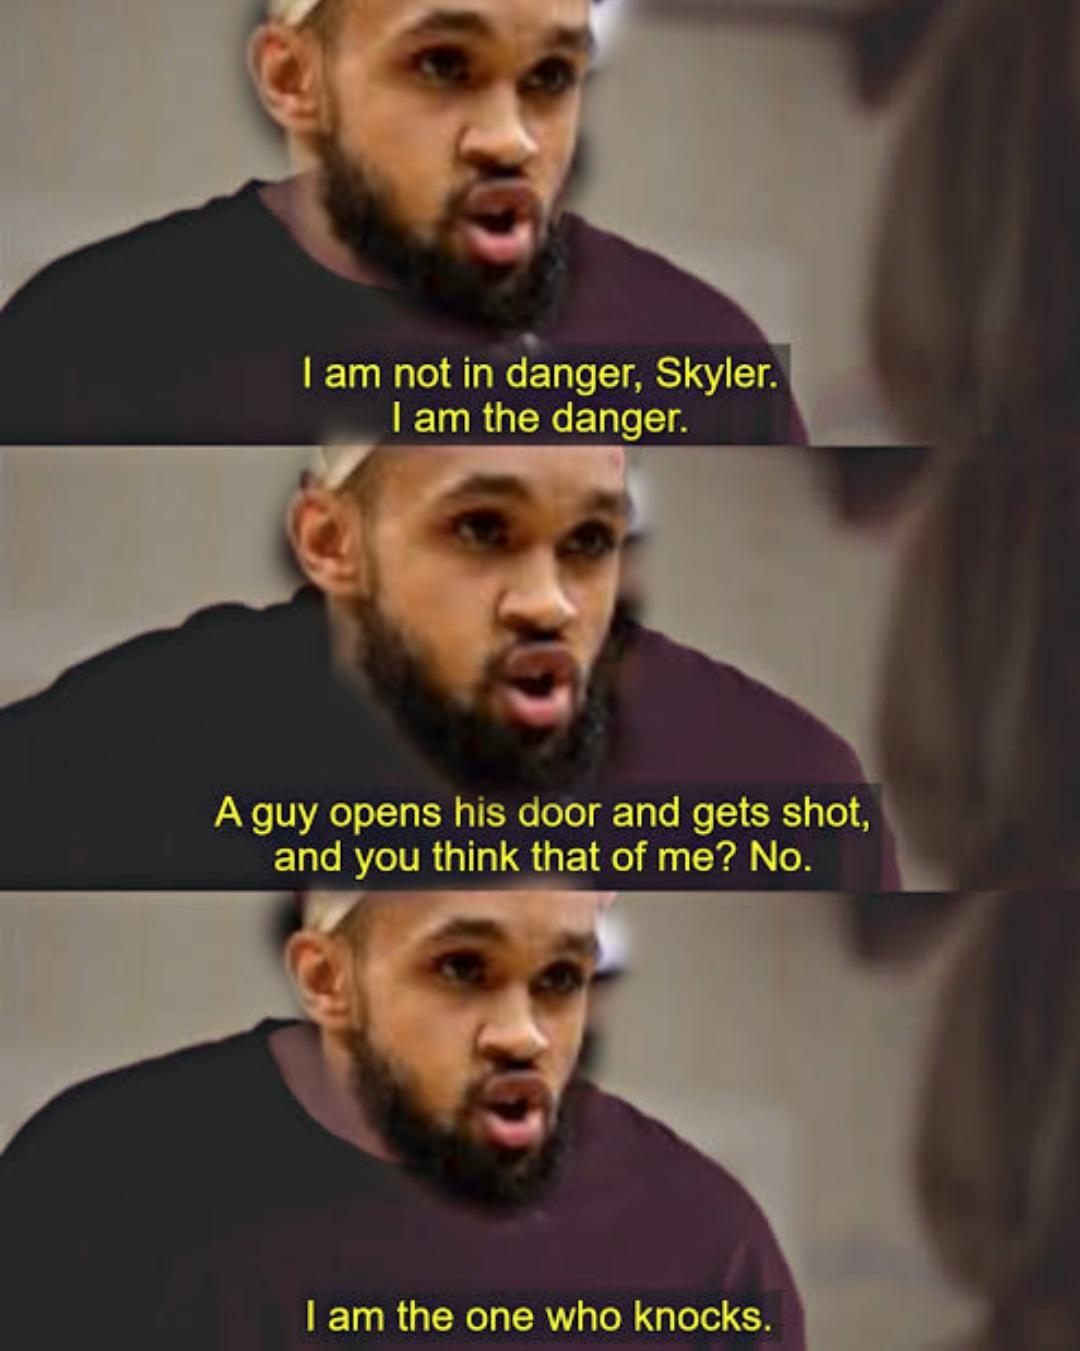 I am not in danger, Skyler.
I am the danger.
A guy opens his door and gets shot,
and you think that of me? No.
I am the one who knocks.